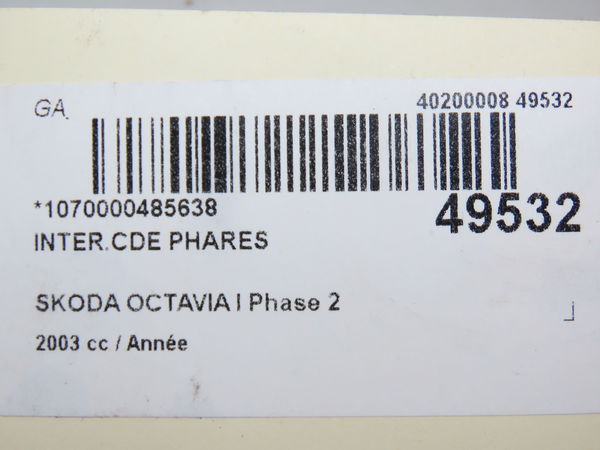 GA.
40200008 49532
*1070000485638
49532
INTER.CDE PHARES
SKODA OCTAVIA I Phase 2
2003 cc / Année